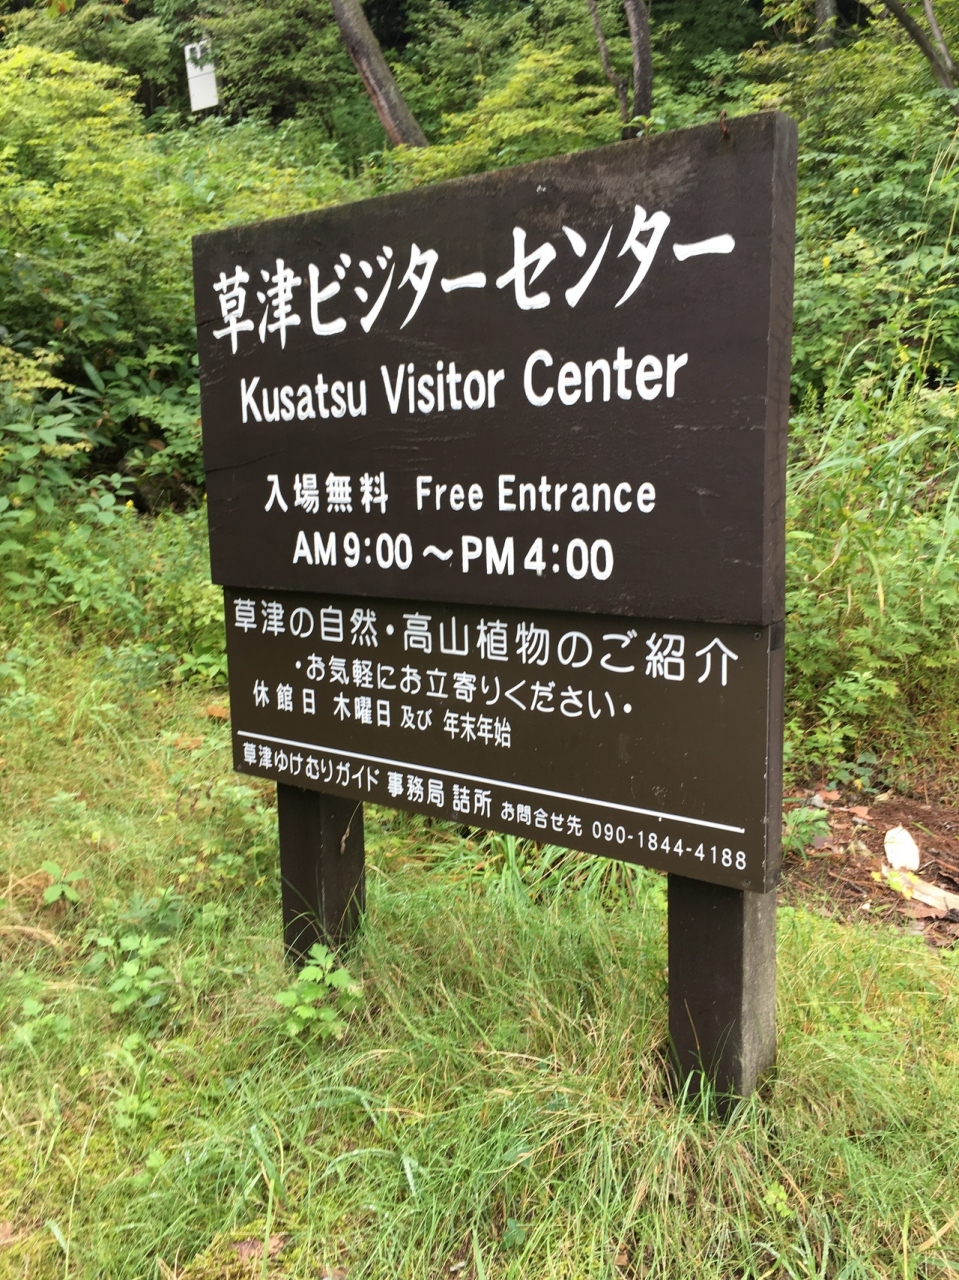 草津ビジターセンター
Kusatsu Visitor Center
入場無料 Free Entrance
AM 9:00 〜 PM 4:00
草津の自然・高山植物のご紹介
・お気軽にお立寄りください・
休館日 木曜日 及び 年末年始
草津ゆけむりガイド 事務局 詰所 お問合せ先 090-1844-4188